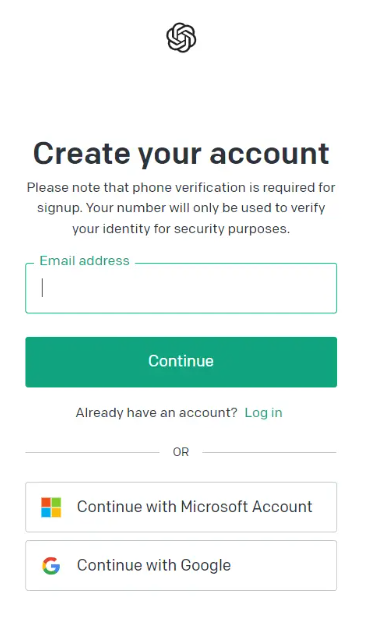 Create your account
Please note that phone verification is required for
signup. Your number will only be used to verify
your identity for security purposes.
Email address
Continue
Already have an account? Log in
OR
Continue with Microsoft Account
Continue with Google